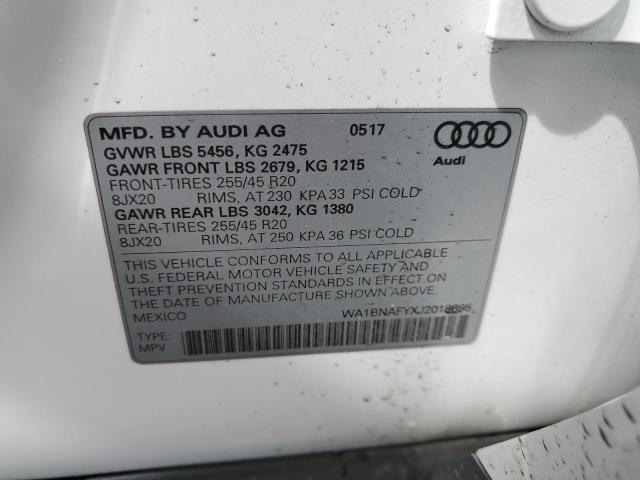 MFD. BY AUDI AG 0517
GVWR LBS 5456, KG 2475
Audi
GAWR FRONT LBS 2679, KG 1215
FRONT-TIRES 255/45 R20
8JX20 RIMS, AT 230 KPA 33 PSI COLD
GAWR REAR LBS 3042, KG 1380
REAR-TIRES 255/45 R20
8JX20 RIMS, AT 250 KPA 36 PSI COLD
THIS VEHICLE CONFORMS TO ALL APPLICABLE
U.S. FEDERAL MOTOR VEHICLE SAFETY AND
THEFT PREVENTION STANDARDS IN EFFECT ON
THE DATE OF MANUFACTURE SHOWN ABOVE.
MEXICO
TYPE:
MPV